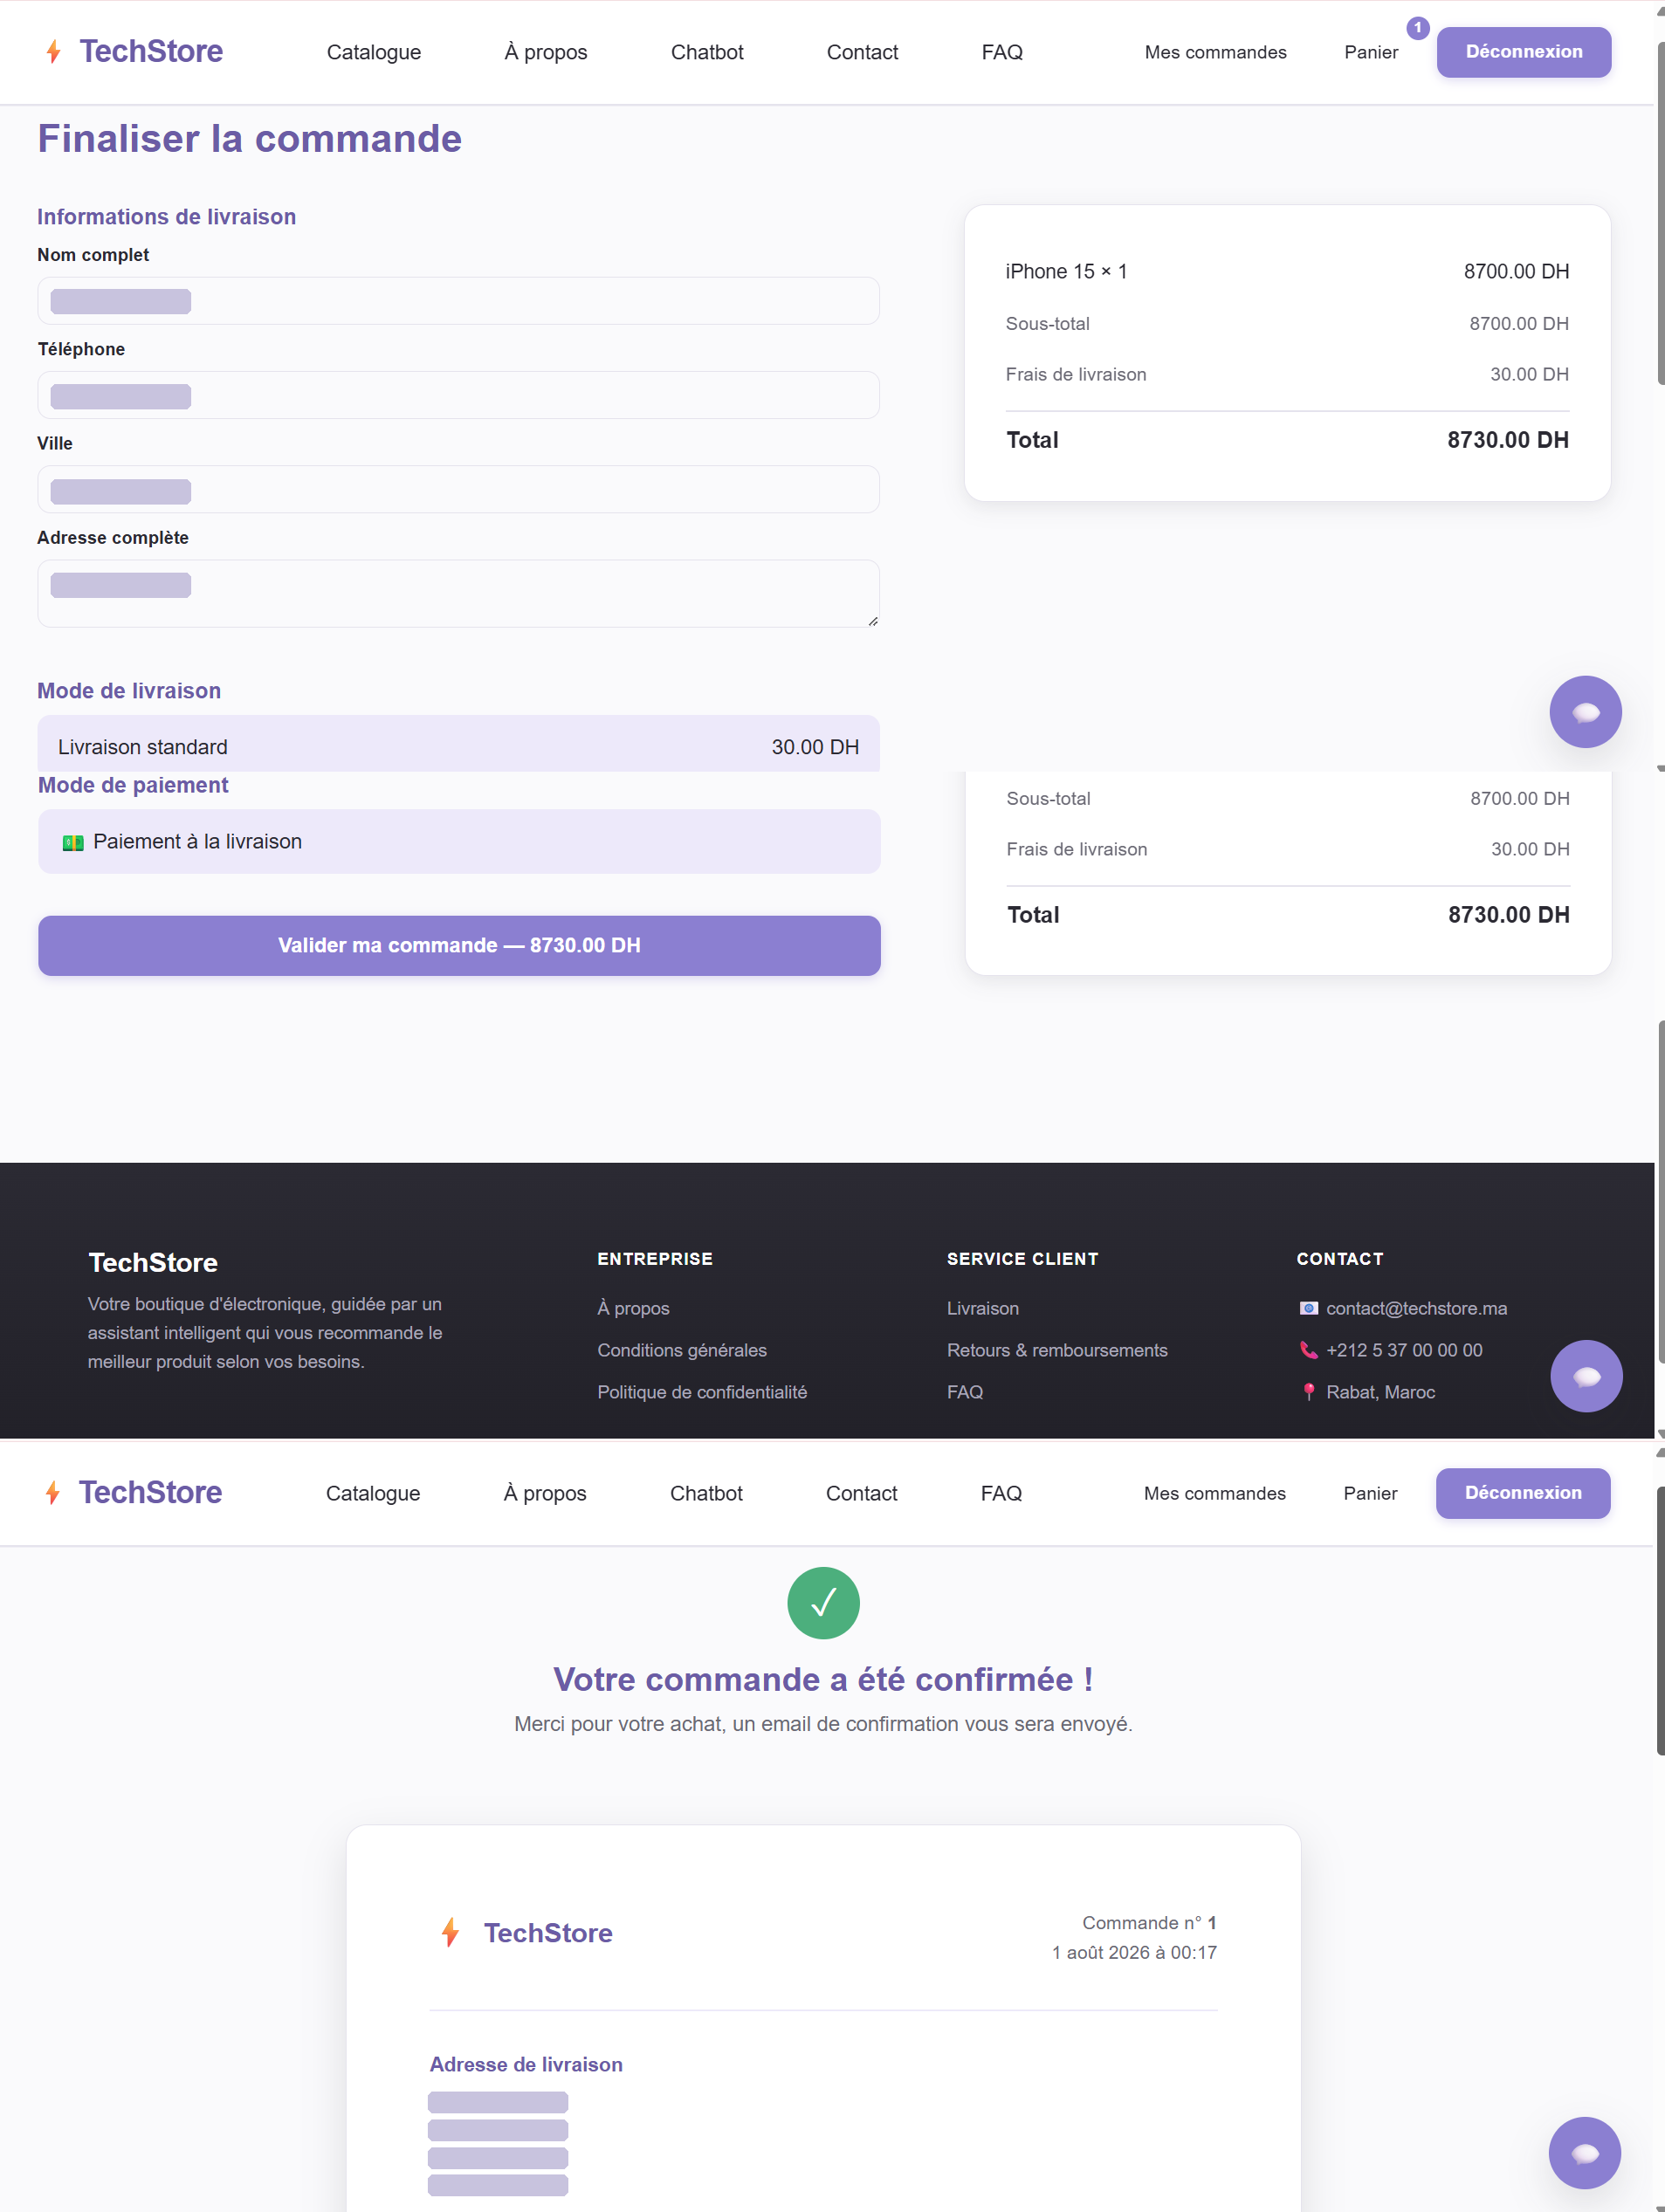 TechStore
Catalogue
À propos
Chatbot
Contact
FAQ
Mes commandes
Panier
1
Déconnexion
Finaliser la commande
Informations de livraison
Nom complet
Téléphone
Ville
Adresse complète
Mode de livraison
Livraison standard 30.00 DH
iPhone 15 × 1 8700.00 DH
Sous-total 8700.00 DH
Frais de livraison 30.00 DH
Total 8730.00 DH
Mode de paiement
Paiement à la livraison
Valider ma commande — 8730.00 DH
Sous-total 8700.00 DH
Frais de livraison 30.00 DH
Total 8730.00 DH
TechStore
Votre boutique d'électronique, guidée par un
assistant intelligent qui vous recommande le
meilleur produit selon vos besoins.
ENTREPRISE
À propos
Conditions générales
Politique de confidentialité
SERVICE CLIENT
Livraison
Retours & remboursements
FAQ
CONTACT
contact@techstore.ma
+212 5 37 00 00 00
Rabat, Maroc
TechStore
Catalogue
À propos
Chatbot
Contact
FAQ
Mes commandes
Panier
Déconnexion
Votre commande a été confirmée !
Merci pour votre achat, un email de confirmation vous sera envoyé.
TechStore
Commande n° 1
1 août 2026 à 00:17
Adresse de livraison